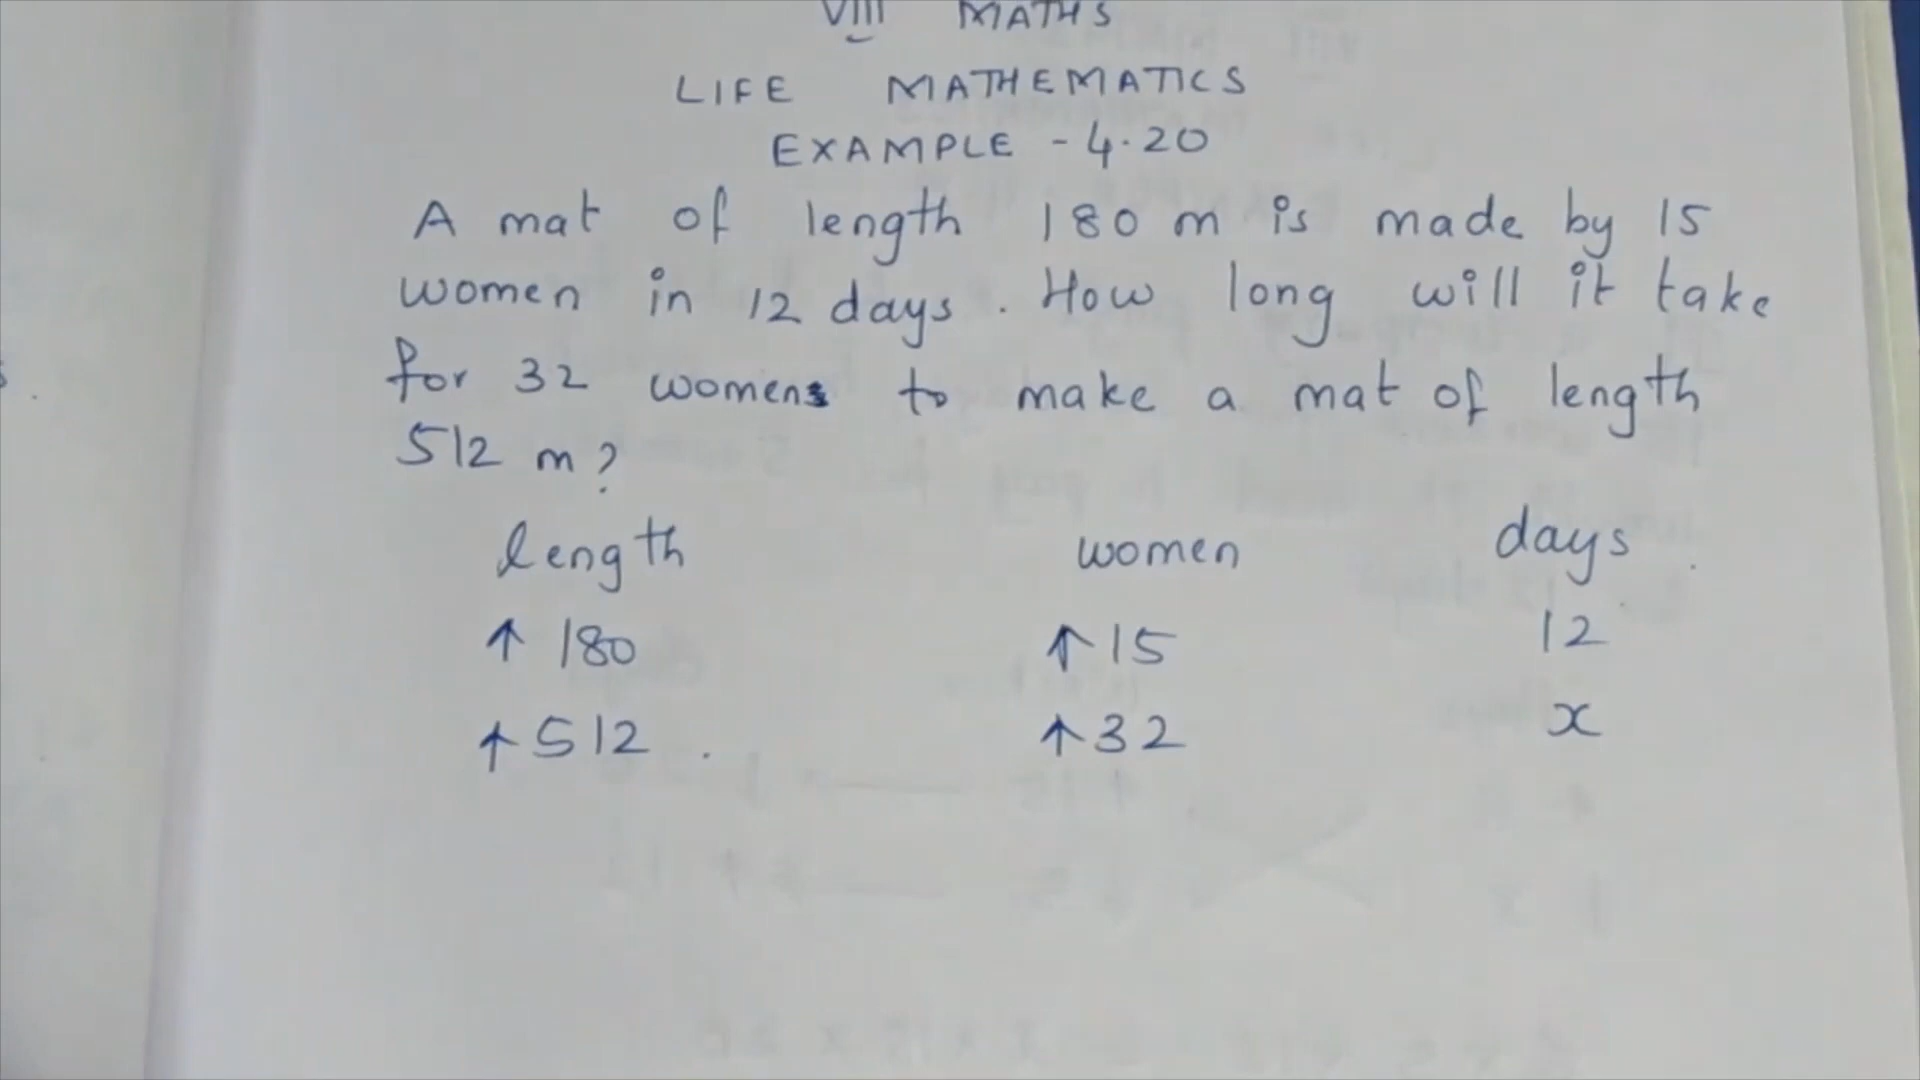 VIII MATHS
LIFE MATHEMATICS
EXAMPLE - 4.20
A mat of length 180 m is made by 15
women in 12 days. How long will it take
for 32 womens to make a mat of length
512 m?
length women days.
↑ 180 ↑ 15 12
↑ 512. ↑ 32 x